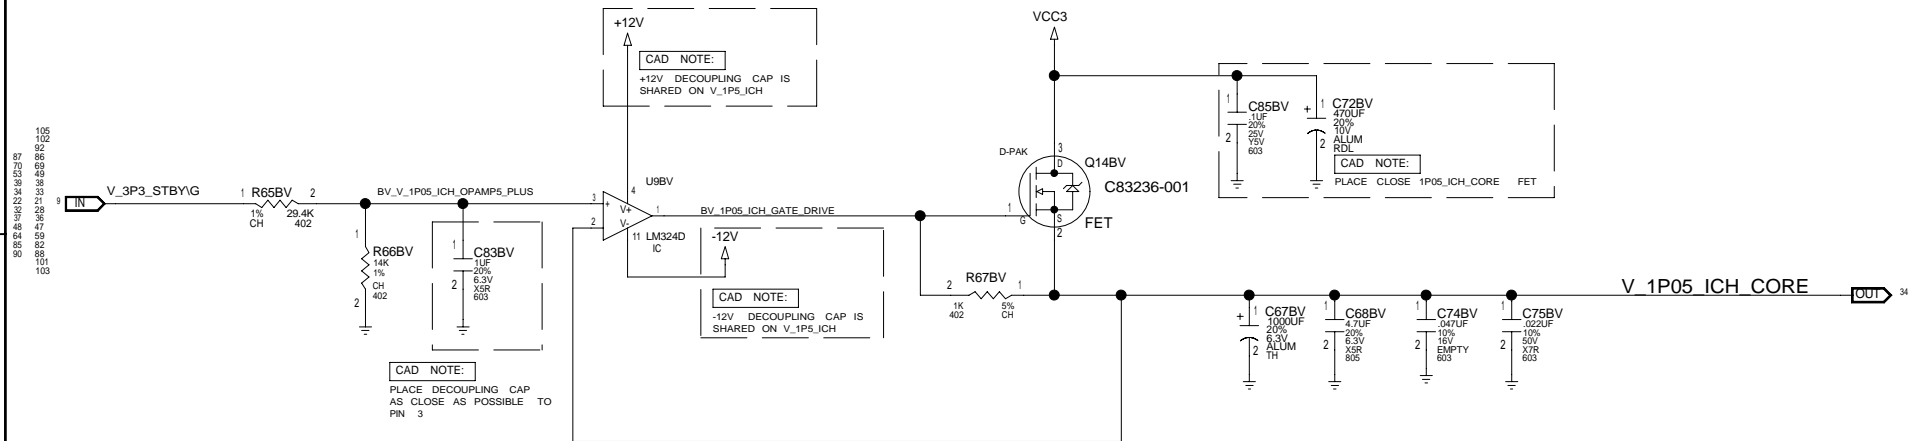 +12V
CAD NOTE:
+12V DECOUPLING CAP IS
SHARED ON V_1P5_ICH
VCC3
1
C85BV
.1UF
20%
25V
Y5V
603
2
+
1
C72BV
470UF
20%
10V
ALUM
RDL
2
CAD NOTE:
PLACE CLOSE 1P05_ICH_CORE FET
105
102
92
87 86
70 69
53 49
39 38
34 33
22 21
32 28
37 36
48 47
64 59
85 82
90 88
101
103
9
IN
V_3P3_STBY\G
1 R65BV 2
1% 29.4K
CH 402
BV_V_1P05_ICH_OPAMP5_PLUS
1
R66BV
14K
1%
CH
402
2
1
C83BV
1UF
20%
6.3V
X5R
603
2
CAD NOTE:
PLACE DECOUPLING CAP
AS CLOSE AS POSSIBLE TO
PIN 3
U9BV
4
3
+
V+
2
-
V-
1
11 LM324D
IC
BV_1P05_ICH_GATE_DRIVE
-12V
CAD NOTE:
-12V DECOUPLING CAP IS
SHARED ON V_1P5_ICH
D-PAK
3
D
Q14BV
C83236-001
1
G
S
2
FET
2 R67BV 1
1K 5%
402 CH
+
1
C67BV
1000UF
20%
6.3V
ALUM
TH
2
1
C68BV
4.7UF
20%
6.3V
X5R
805
2
1
C74BV
.047UF
10%
16V
EMPTY
603
2
1
C75BV
.022UF
10%
50V
X7R
603
2
V_1P05_ICH_CORE
OUT
34